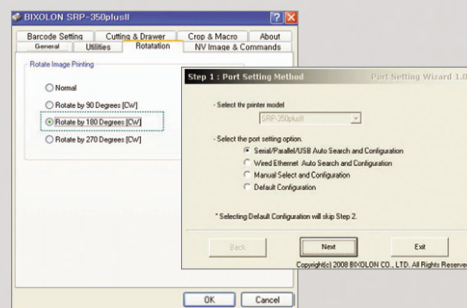 BIXOLON SRP-350plusII
Barcode Setting Cutting & Drawer Crop & Macro About
General Utilities Rotatation NV Image & Commands
Rotate Image Printing
Normal
Rotate by 90 Degrees [CW]
Rotate by 180 Degrees [CW]
Rotate by 270 Degrees [CW]
OK Cancel
Step 1 : Port Setting Method Port Setting Wizard 1.0
- Select thr printer model
SRP-350plusII
- Select the port setting option.
Serial/Parallel/USB Auto Search and Configuration
Wired Ethernet Auto Search and Configuration
Manual Select and Configuration
Default Configuration
* Selecting Default Configuration will skip Step 2.
Back Next Exit
Copyright(c) 2008 BIXOLON CO., LTD. All Rights Reserve